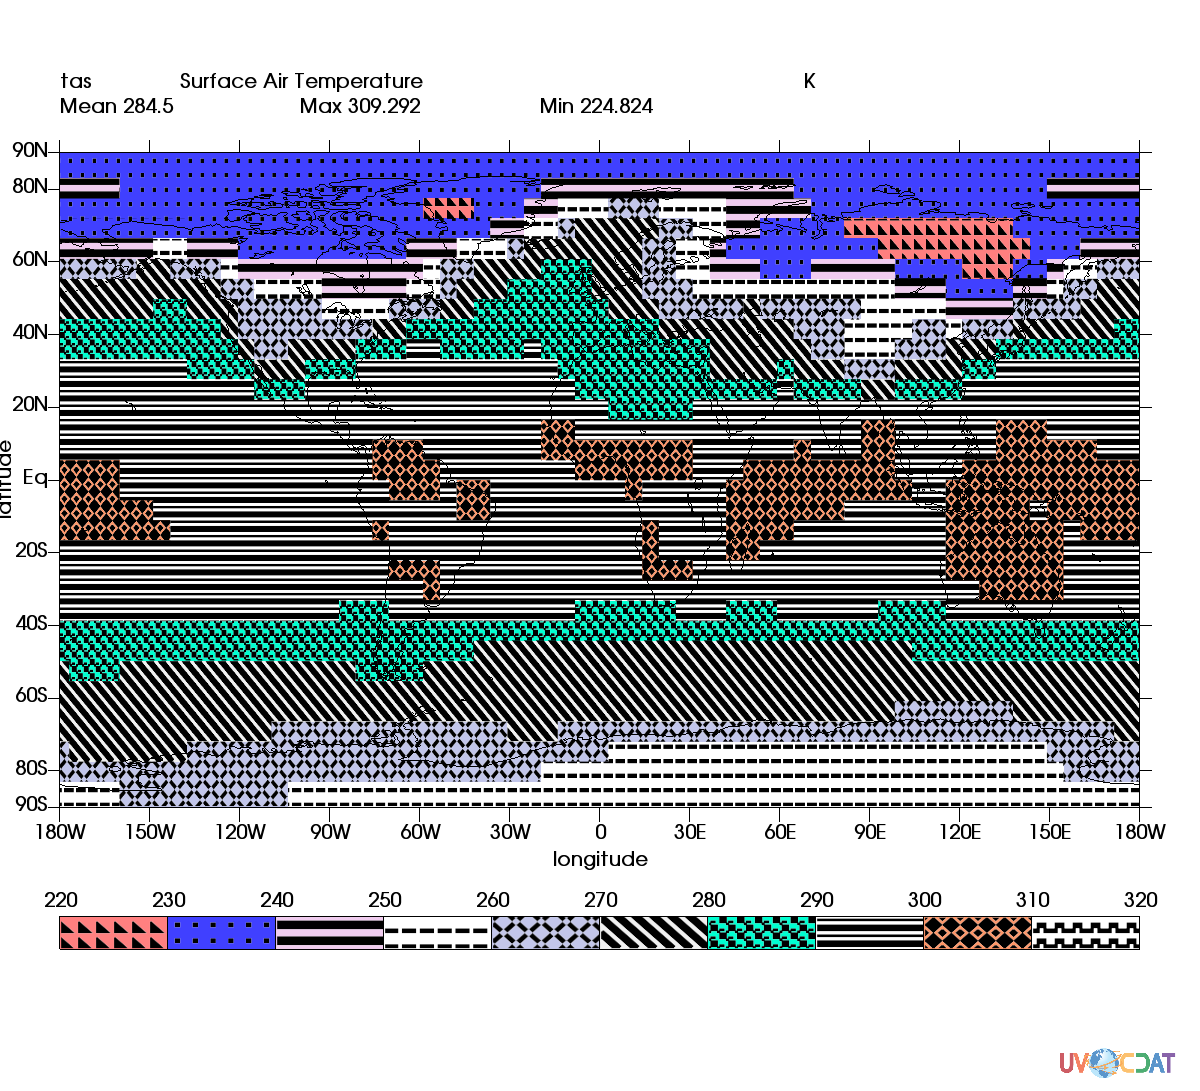 tas Surface Air Temperature K
Mean 284.5 Max 309.292 Min 224.824
90N
80N
60N
40N
20N
Eq
20S
40S
60S
80S
90S
latitude
180W 150W 120W 90W 60W 30W 0 30E 60E 90E 120E 150E 180W
longitude
220 230 240 250 260 270 280 290 300 310 320
UVCDAT